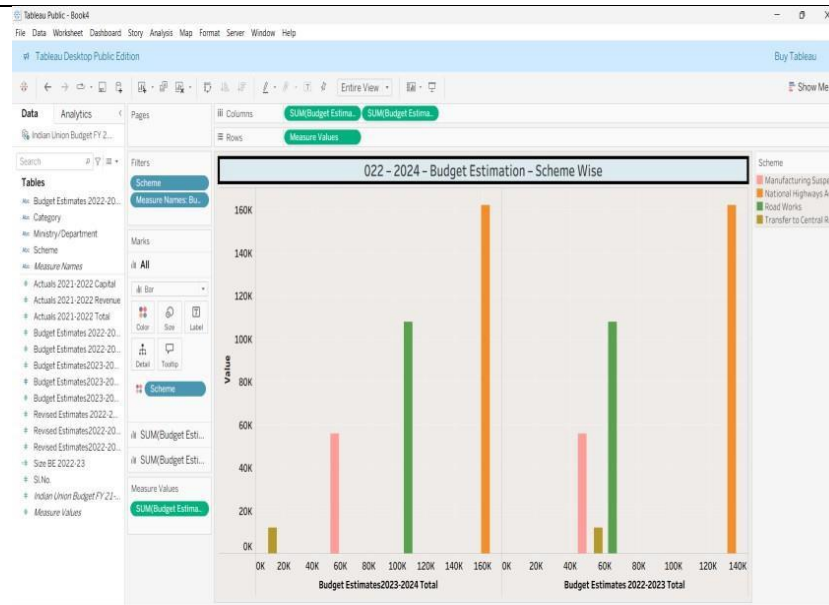 Tableau Public - Book4
File Data Worksheet Dashboard Story Analysis Map Format Server Window Help
Tableau Desktop Public Edition
Buy Tableau
Entire View
Show Me
Data Analytics
Indian Union Budget FY 2...
Search
Tables
Abc Budget Estimates 2022-20...
Abc Category
Abc Ministry/Department
Abc Scheme
Abc Measure Names
Actuals 2021-2022 Capital
Actuals 2021-2022 Revenue
Actuals 2021-2022 Total
Budget Estimates 2022-20...
Budget Estimates 2022-20...
Budget Estimates2023-20...
Budget Estimates2023-20...
Budget Estimates2023-20...
Revised Estimates 2022-2...
Revised Estimates2022-20...
Revised Estimates2022-20...
Size BE 2022-23
Sl.No.
Indian Union Budget FY 21-...
Measure Values
Pages
Filters
Scheme
Measure Names: Bu..
Marks
All
Bar
Color Size Label
Detail Tooltip
Scheme
SUM(Budget Esti...
SUM(Budget Esti...
Measure Values
SUM(Budget Estima..
Columns
SUM(Budget Estima.. SUM(Budget Estima..
Rows
Measure Values
022 - 2024 - Budget Estimation - Scheme Wise
Value
160K
140K
120K
100K
80K
60K
40K
20K
0K
0K 20K 40K 60K 80K 100K 120K 140K 160K
Budget Estimates2023-2024 Total
0K 20K 40K 60K 80K 100K 120K 140K
Budget Estimates 2022-2023 Total
Scheme
Manufacturing Suspe
National Highways A
Road Works
Transfer to Central R